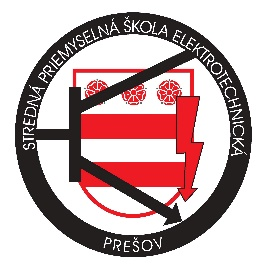 STREDNÁ PRIEMYSELNÁ ŠKOLA ELEKTROTECHNICKÁ
PREŠOV